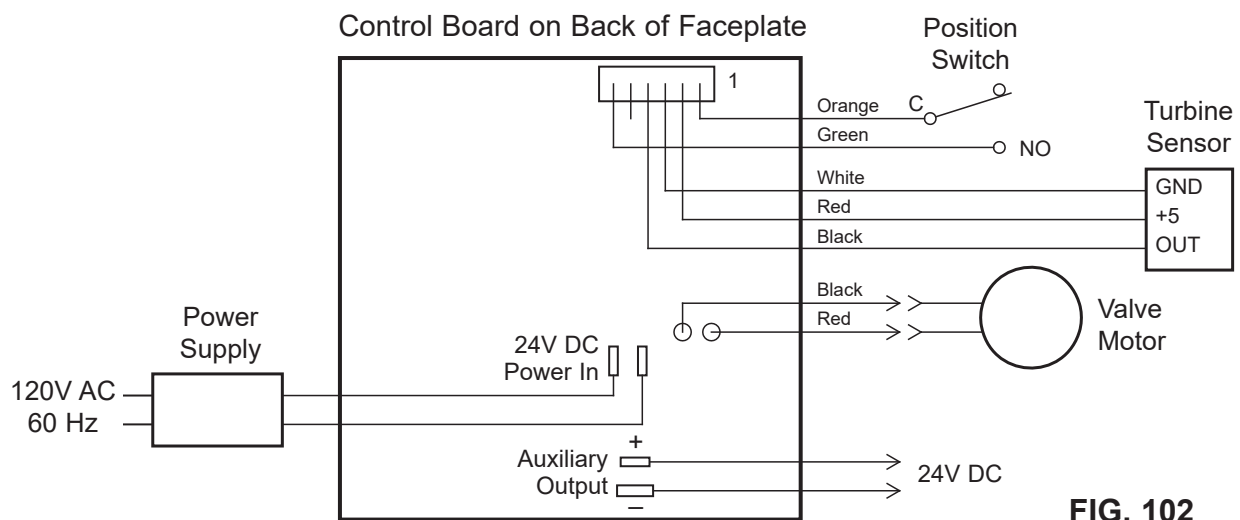 Control Board on Back of Faceplate
Position
Switch
1
Orange
C
Green
NO
Turbine
Sensor
White
GND
Red
+5
Black
OUT
Black
Red
Valve
Motor
Power
Supply
24V DC
Power In
120V AC
60 Hz
+
Auxiliary
Output
–
24V DC
FIG. 102